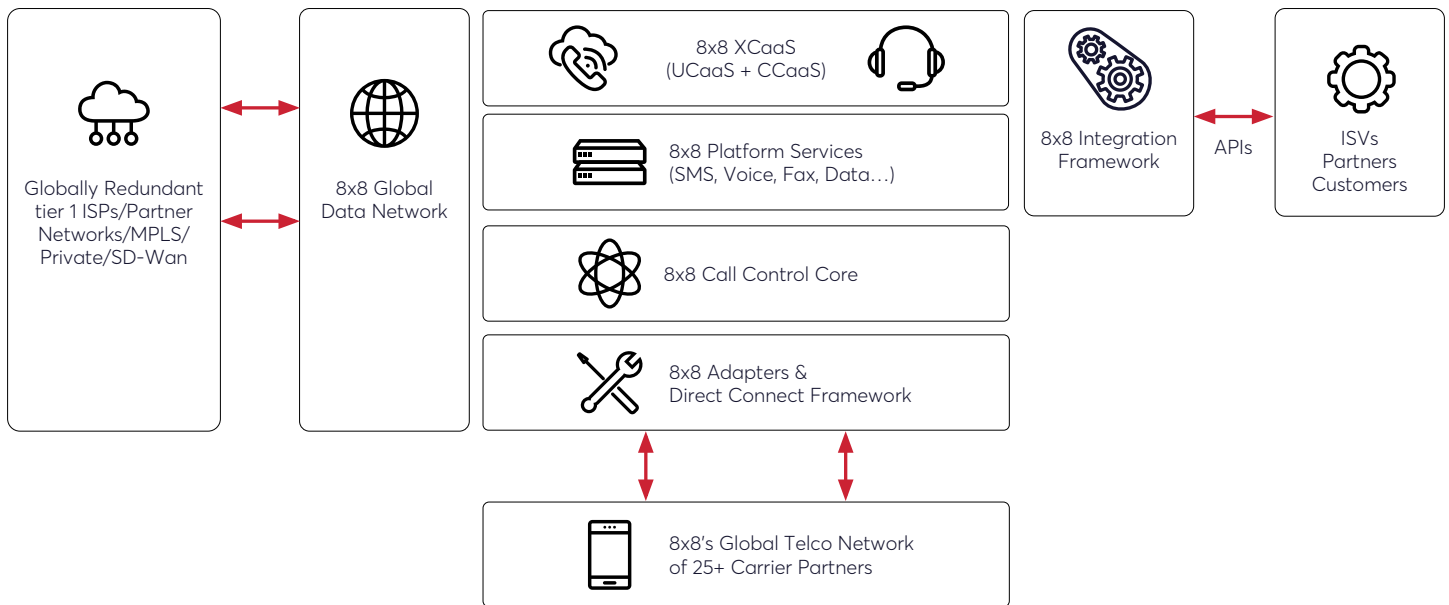 Globally Redundant
tier 1 ISPs/Partner
Networks/MPLS/
Private/SD-Wan
8x8 Global
Data Network
8x8 XCaaS
(UCaaS + CCaaS)
8x8 Platform Services
(SMS, Voice, Fax, Data…)
8x8 Call Control Core
8x8 Adapters &
Direct Connect Framework
8x8’s Global Telco Network
of 25+ Carrier Partners
8x8 Integration
Framework
APIs
ISVs
Partners
Customers